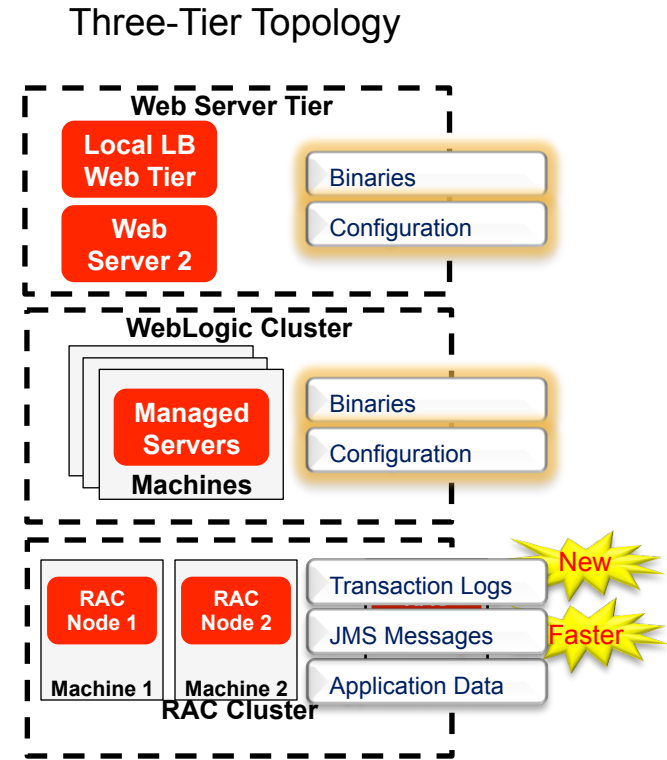 Three-Tier Topology
Web Server Tier
Local LB
Web Tier
Binaries
Web
Server 2
Configuration
WebLogic Cluster
Managed
Servers
Machines
Binaries
Configuration
RAC
Node 1
Machine 1
RAC
Node 2
Machine 2
Transaction Logs
New
JMS Messages
Faster
Application Data
RAC Cluster